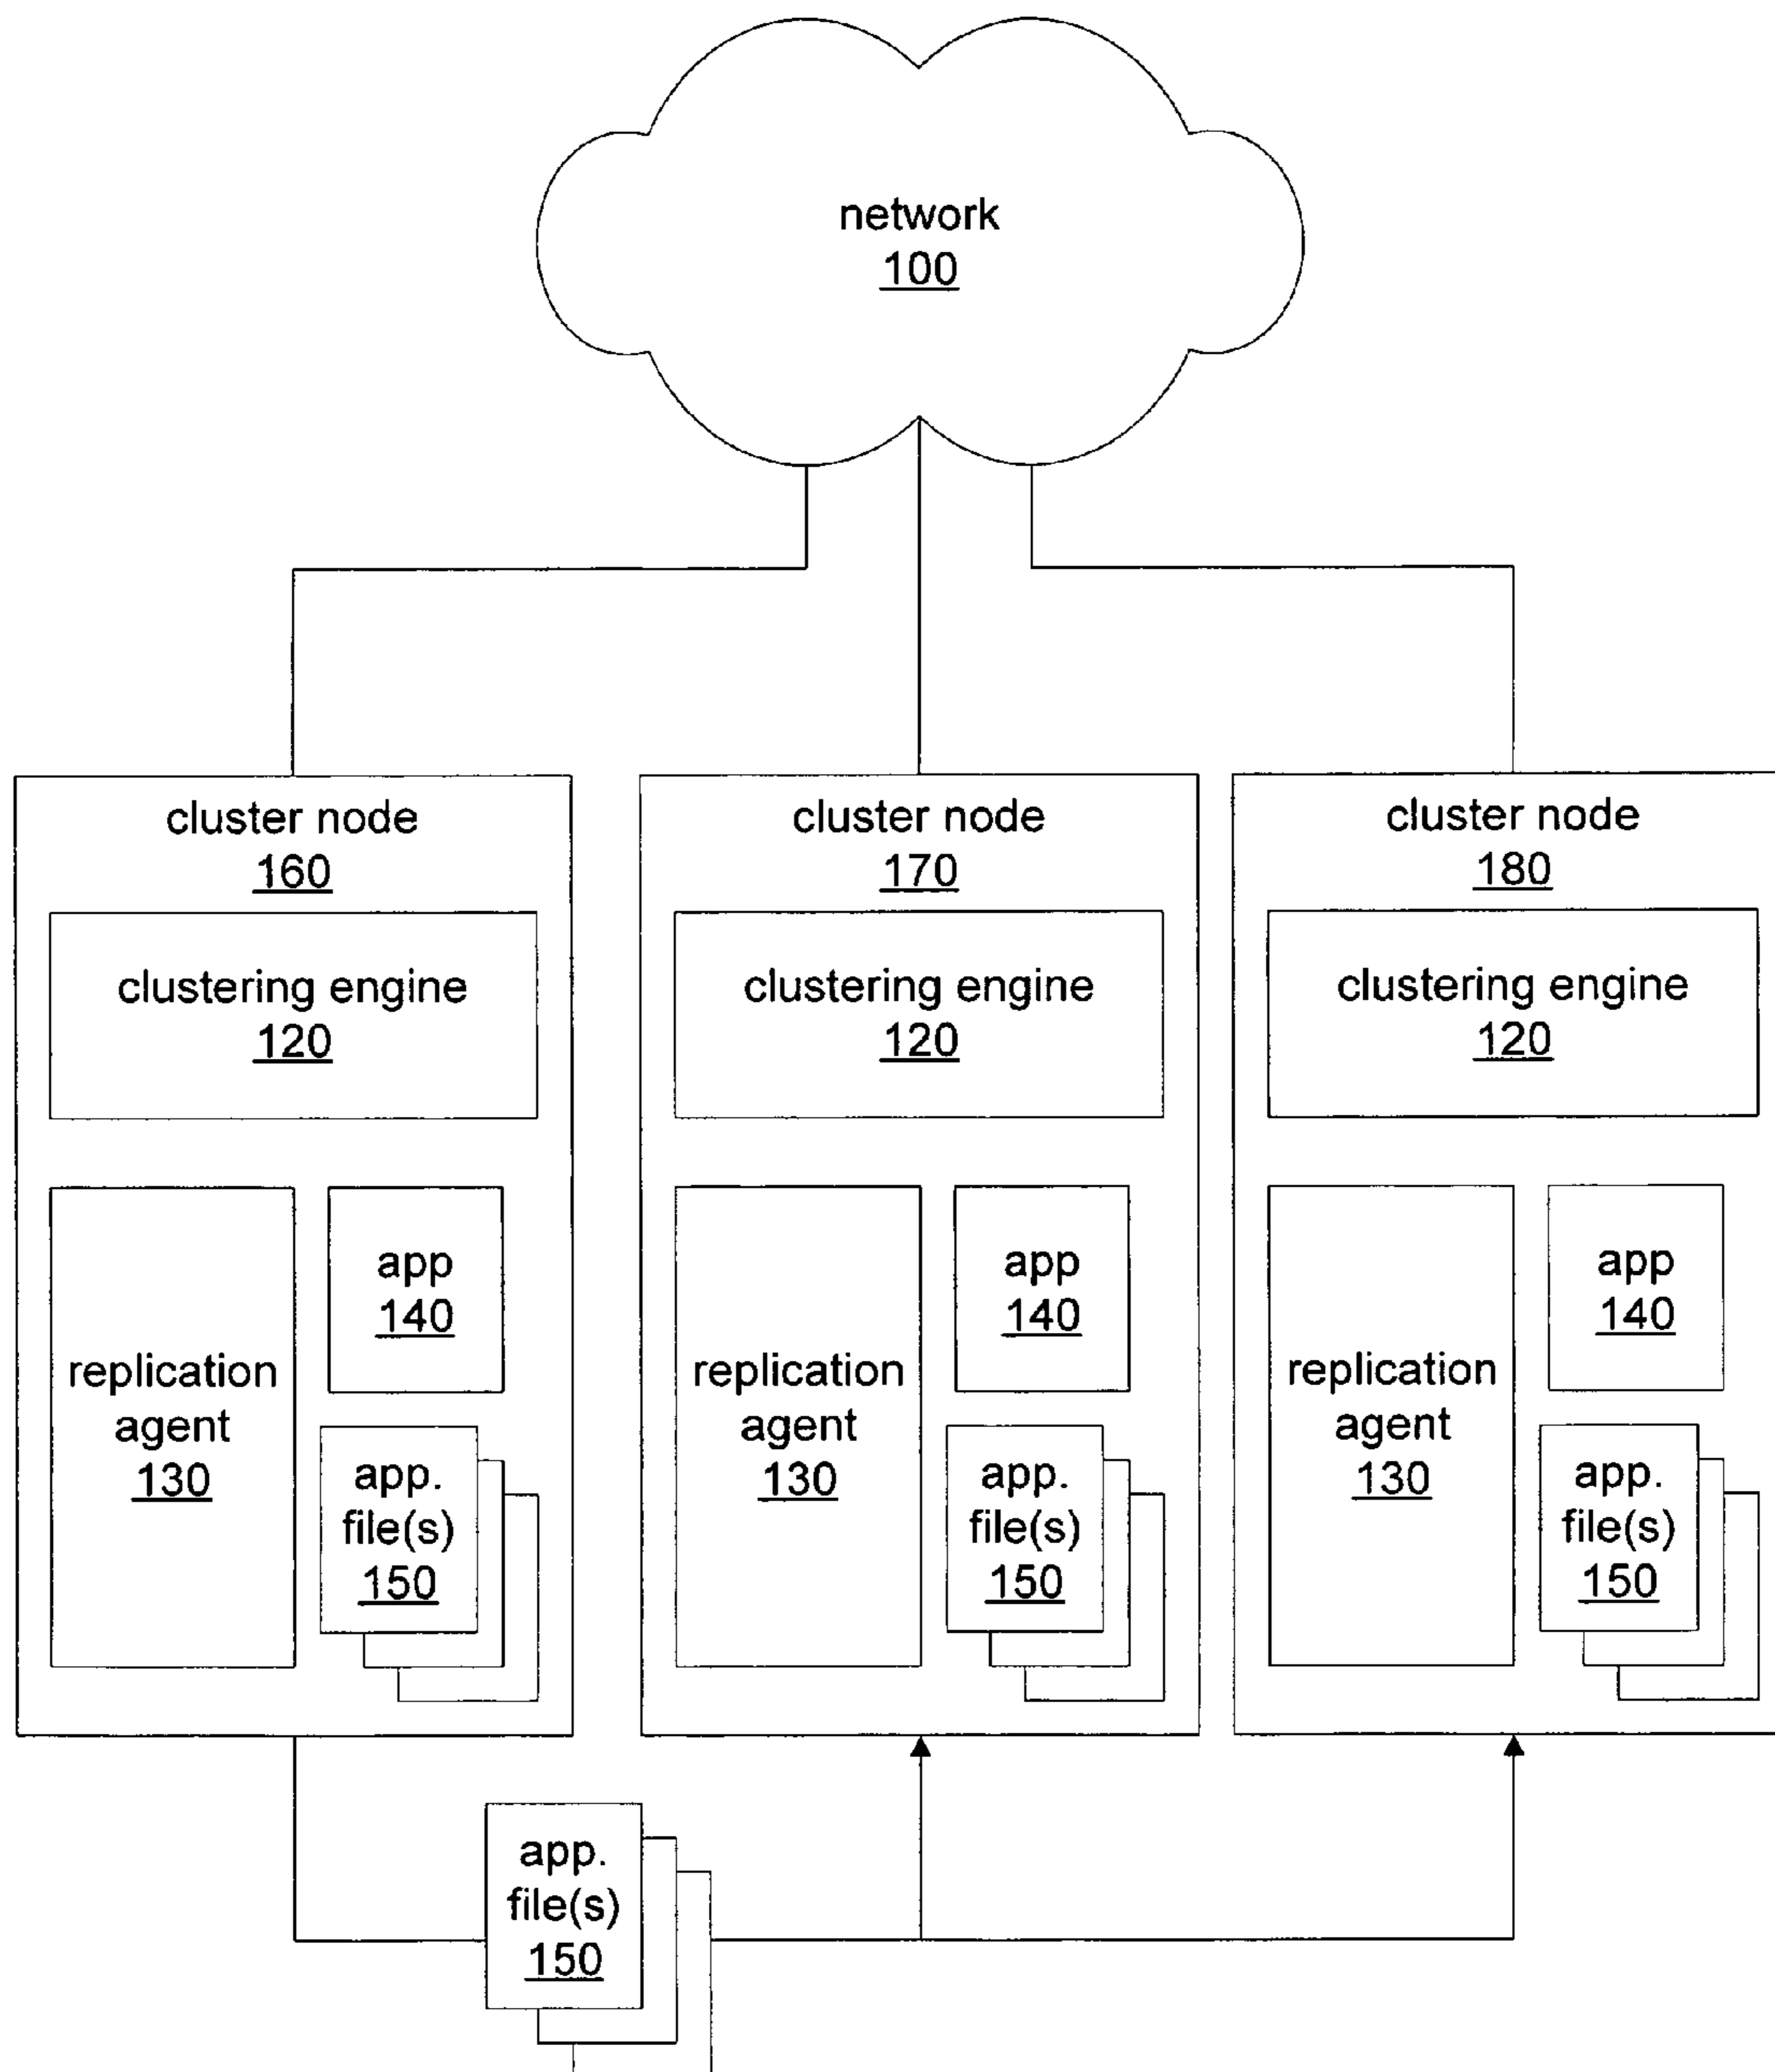 network
100
cluster node
160
clustering engine
120
replication
agent
130
app
140
app.
file(s)
150
cluster node
170
clustering engine
120
replication
agent
130
app
140
app.
file(s)
150
cluster node
180
clustering engine
120
replication
agent
130
app
140
app.
file(s)
150
app.
file(s)
150